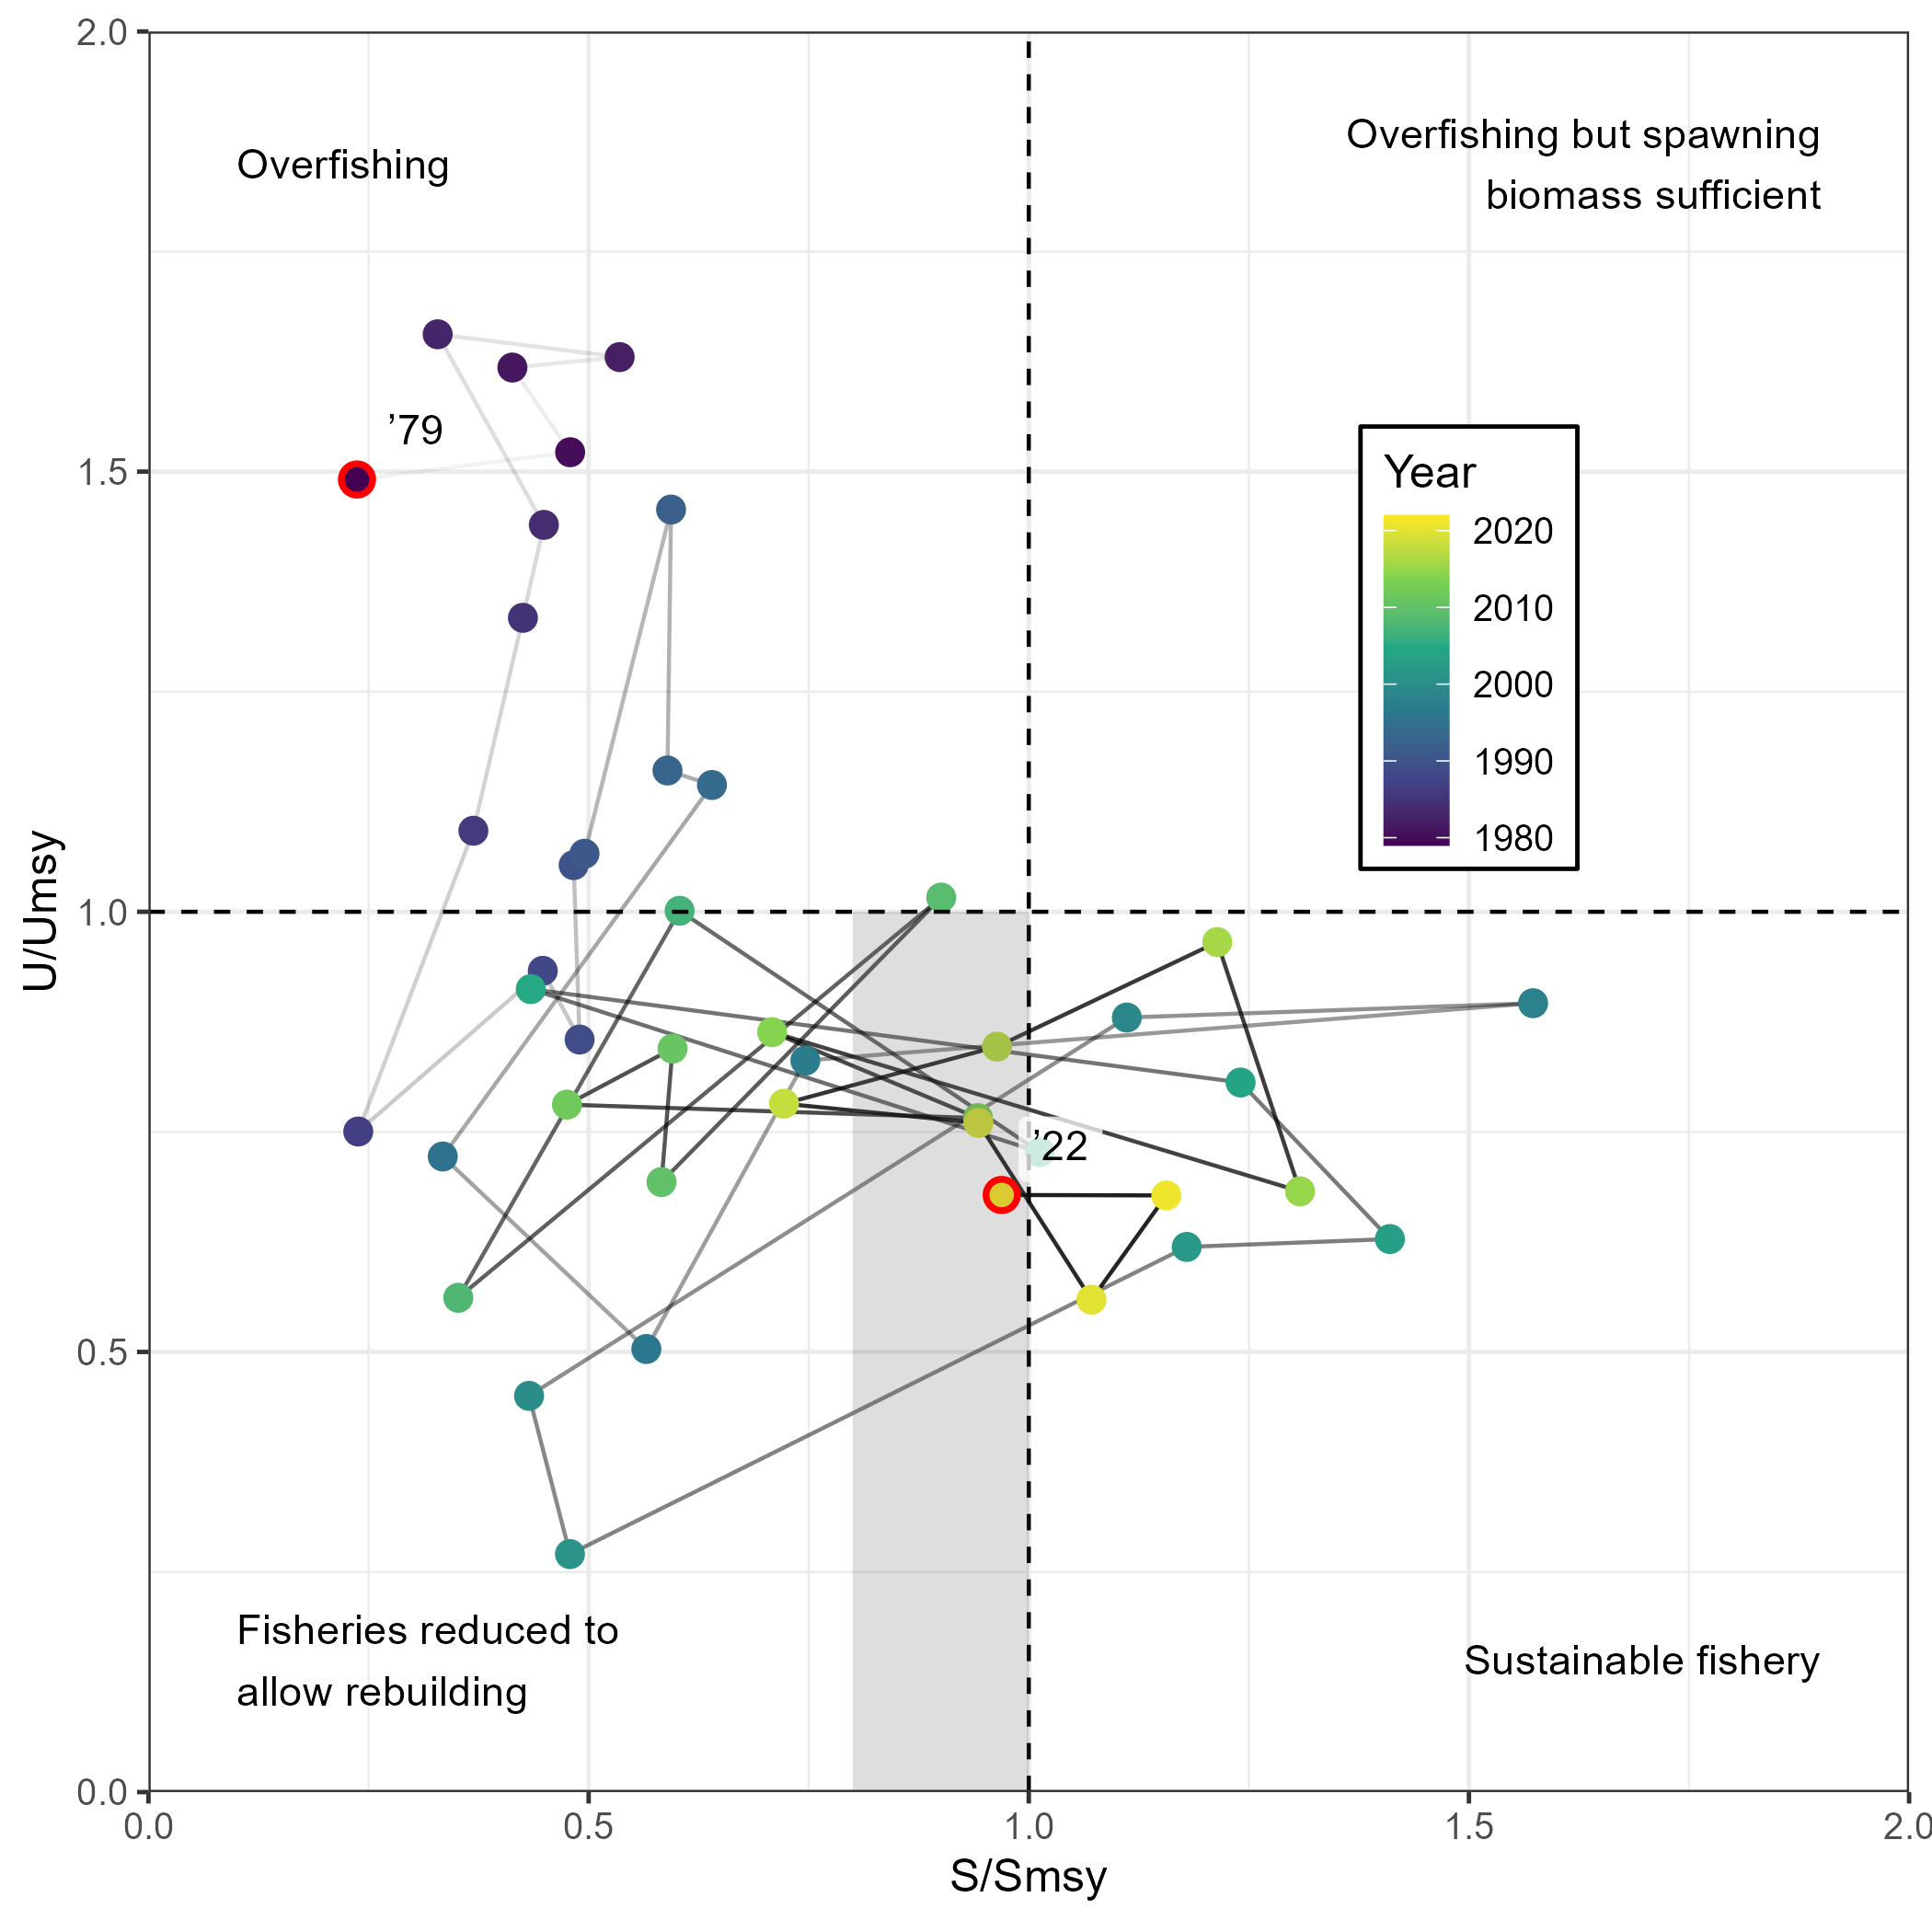 2.0
1.5
1.0
0.5
0.0
U/Umsy
Overfishing
Overfishing but spawning
biomass sufficient
’79
Year
2020
2010
2000
1990
1980
’22
Fisheries reduced to
allow rebuilding
Sustainable fishery
0.0
0.5
1.0
1.5
2.0
S/Smsy